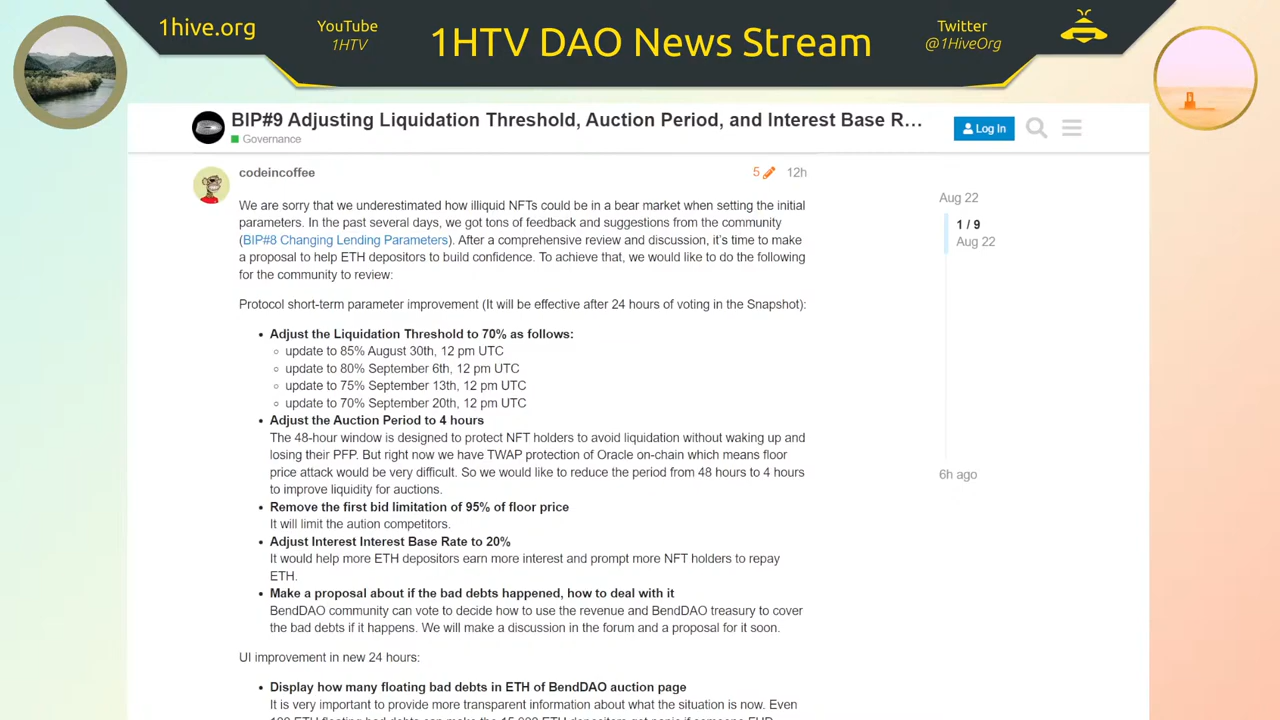 1hive.org
YouTube
1HTV
1HTV DAO News Stream
Twitter
@1HiveOrg
BIP#9 Adjusting Liquidation Threshold, Auction Period, and Interest Base R…
Governance
Log In
codeincoffee
5
12h
We are sorry that we underestimated how illiquid NFTs could be in a bear market when setting the initial
parameters. In the past several days, we got tons of feedback and suggestions from the community
(BIP#8 Changing Lending Parameters). After a comprehensive review and discussion, it's time to make
a proposal to help ETH depositors to build confidence. To achieve that, we would like to do the following
for the community to review:
Protocol short-term parameter improvement (It will be effective after 24 hours of voting in the Snapshot):
• Adjust the Liquidation Threshold to 70% as follows:
◦ update to 85% August 30th, 12 pm UTC
◦ update to 80% September 6th, 12 pm UTC
◦ update to 75% September 13th, 12 pm UTC
◦ update to 70% September 20th, 12 pm UTC
• Adjust the Auction Period to 4 hours
The 48-hour window is designed to protect NFT holders to avoid liquidation without waking up and
losing their PFP. But right now we have TWAP protection of Oracle on-chain which means floor
price attack would be very difficult. So we would like to reduce the period from 48 hours to 4 hours
to improve liquidity for auctions.
• Remove the first bid limitation of 95% of floor price
It will limit the aution competitors.
• Adjust Interest Interest Base Rate to 20%
It would help more ETH depositors earn more interest and prompt more NFT holders to repay
ETH.
• Make a proposal about if the bad debts happened, how to deal with it
BendDAO community can vote to decide how to use the revenue and BendDAO treasury to cover
the bad debts if it happens. We will make a discussion in the forum and a proposal for it soon.
UI improvement in new 24 hours:
• Display how many floating bad debts in ETH of BendDAO auction page
It is very important to provide more transparent information about what the situation is now. Even
Aug 22
1 / 9
Aug 22
6h ago